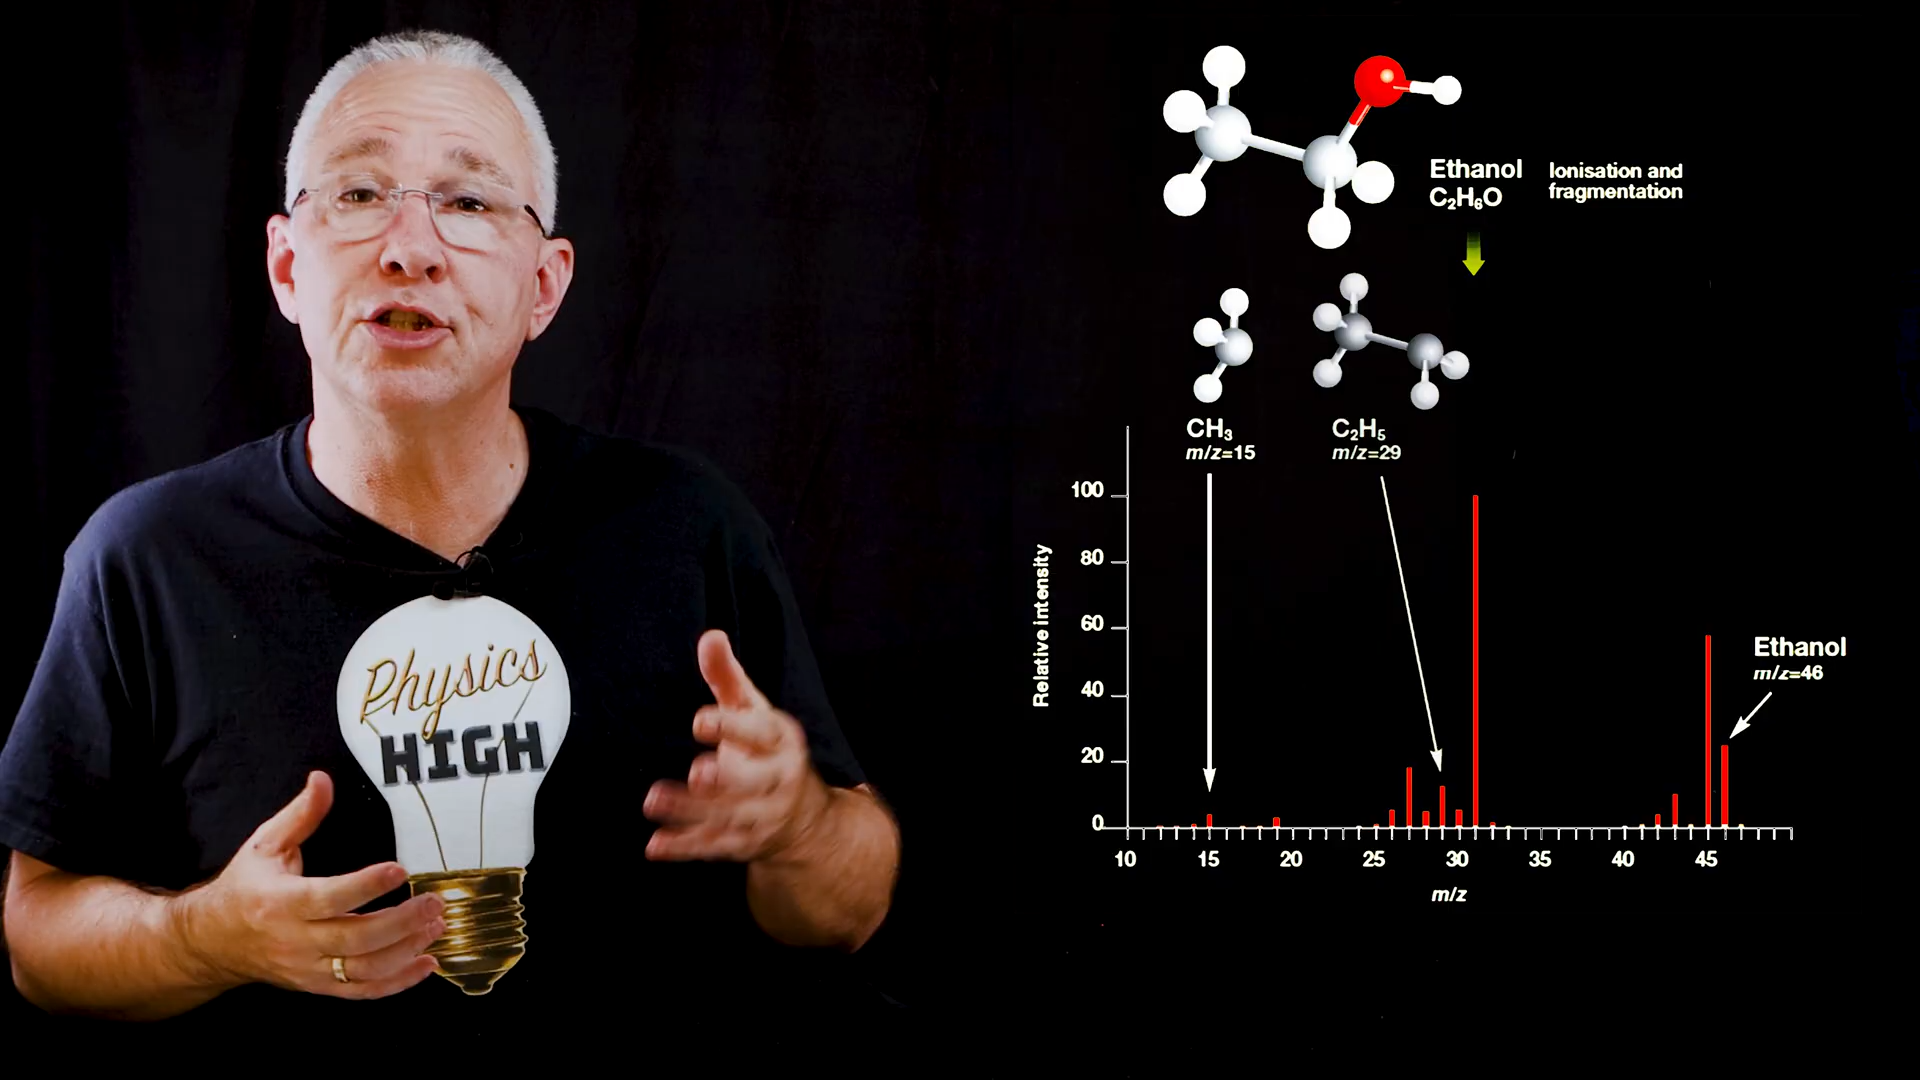 Physics
HIGH
Ethanol
C₂H₆O
Ionisation and
fragmentation
CH₃
m/z=15
C₂H₅
m/z=29
100
80
60
40
20
0
Relative intensity
Ethanol
m/z=46
10 15 20 25 30 35 40 45
m/z